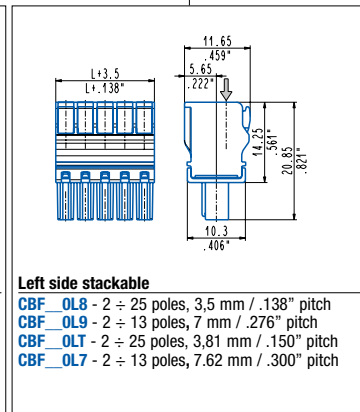 11.65
.459"
L+3.5
L+.138"
5.65
.222"
14.25
.561"
20.85
.821"
10.3
.406"
Left side stackable
CBF__0L8 - 2 ÷ 25 poles, 3,5 mm / .138” pitch
CBF__0L9 - 2 ÷ 13 poles, 7 mm / .276” pitch
CBF__0LT - 2 ÷ 25 poles, 3,81 mm / .150” pitch
CBF__0L7 - 2 ÷ 13 poles, 7.62 mm / .300” pitch